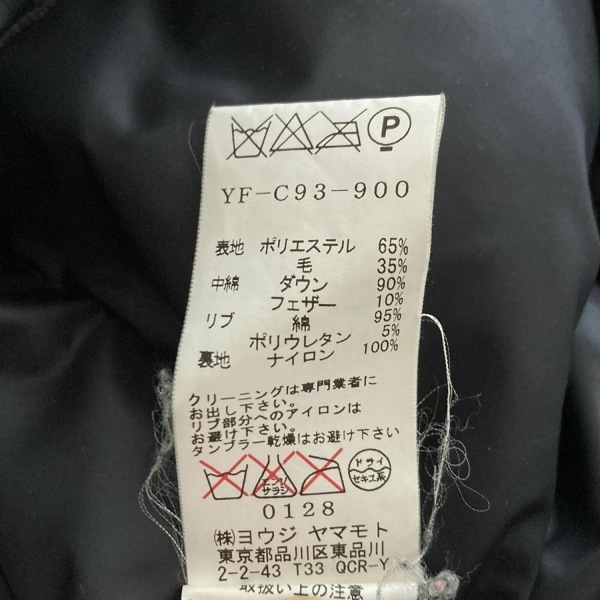 P
YF-C93-900
表地 ポリエステル 65%
毛 35%
中綿 ダウン 90%
フェザー 10%
リブ 綿 95%
ポリウレタン 5%
裏地 ナイロン 100%
クリーニングは専門業者に
お出し下さい。
リブ部分へのアイロンは
お避け下さい。
タンブラー乾燥はお避け下さい
エンソ
サラシ
ドライ
セキユ系
0128
(株)ヨウジ ヤマモト
東京都品川区東品川
2-2-43 T33 QCR-Y
取扱い上の注意